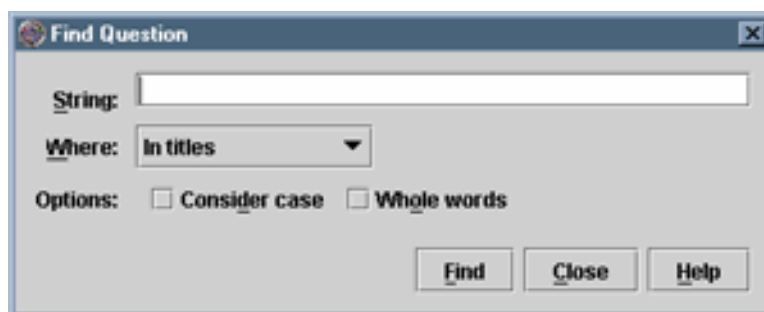 Find Question
String:
Where: In titles
Options: Consider case Whole words
Find Close Help